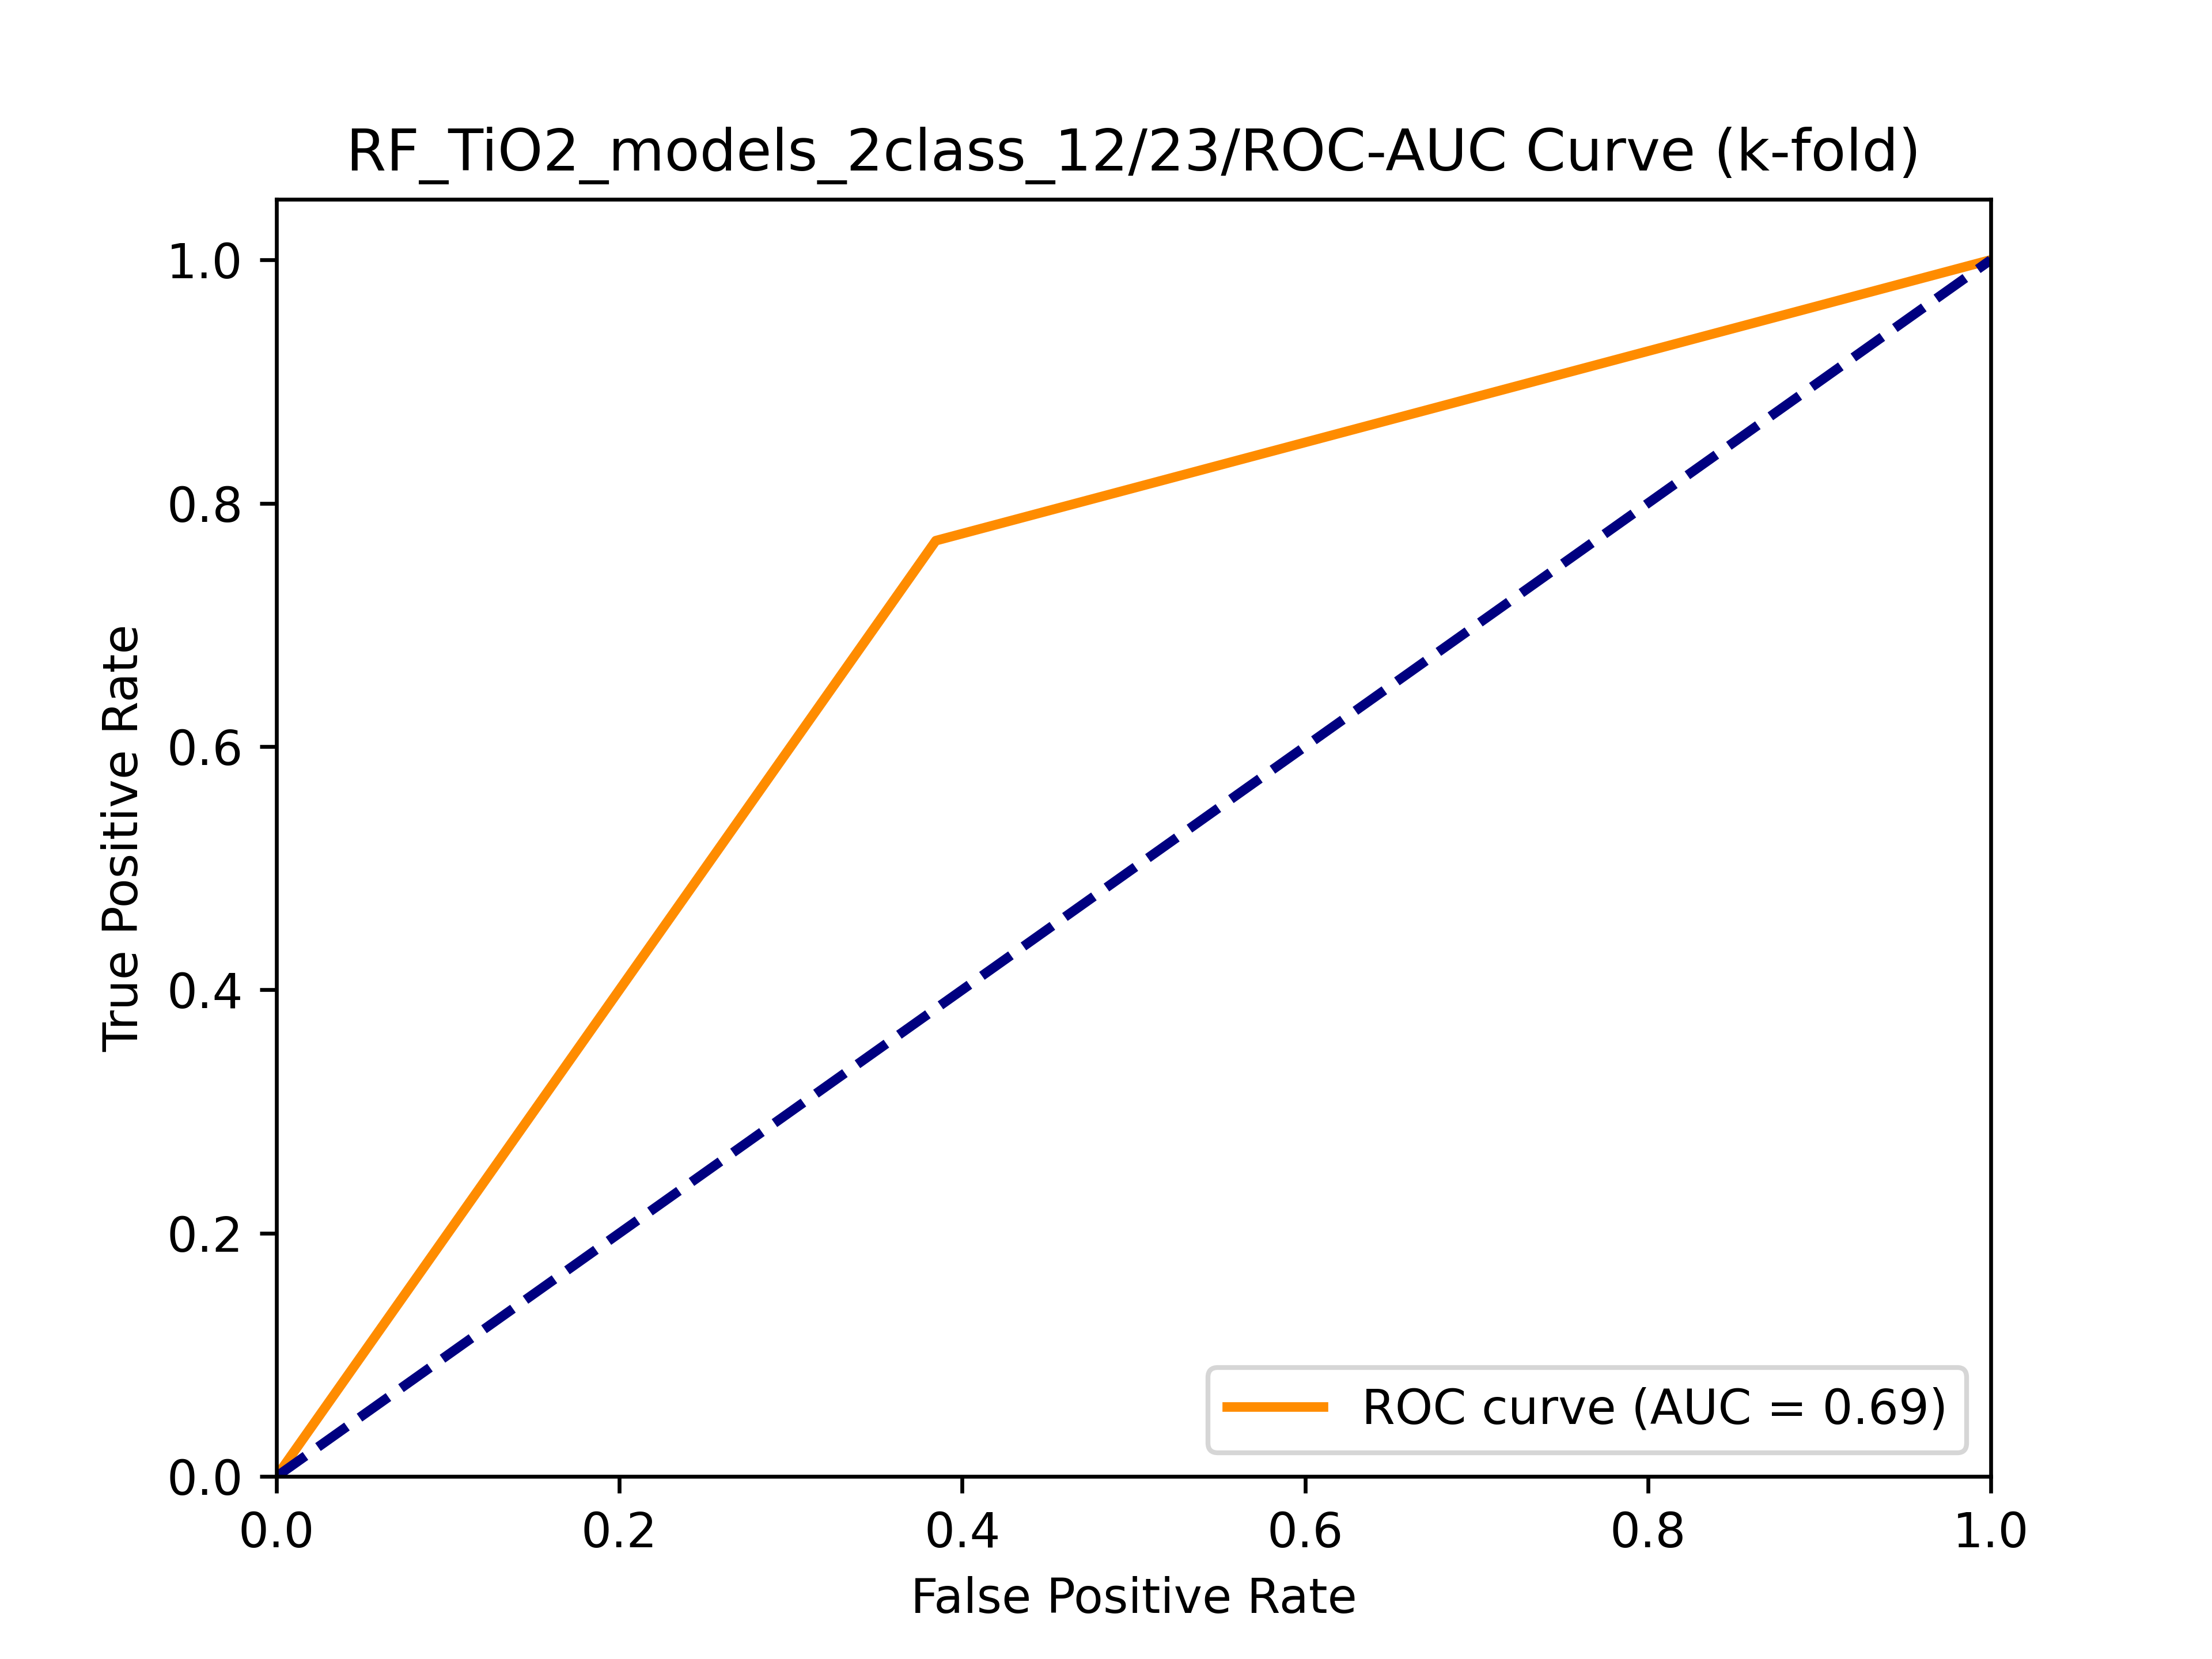 RF_TiO2_models_2class_12/23/ROC-AUC Curve (k-fold)
True Positive Rate
1.0
0.8
0.6
0.4
0.2
0.0
0.0 0.2 0.4 0.6 0.8 1.0
False Positive Rate
ROC curve (AUC = 0.69)